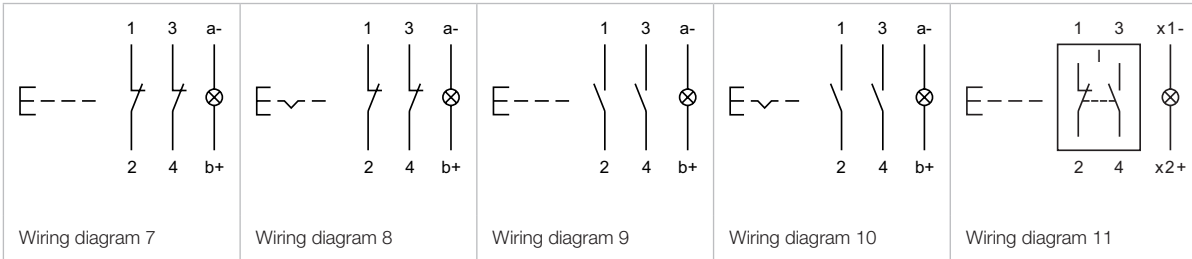 1 3 a-
2 4 b+
Wiring diagram 7
1 3 a-
2 4 b+
Wiring diagram 8
1 3 a-
2 4 b+
Wiring diagram 9
1 3 a-
2 4 b+
Wiring diagram 10
1 3 x1-
2 4 x2+
Wiring diagram 11